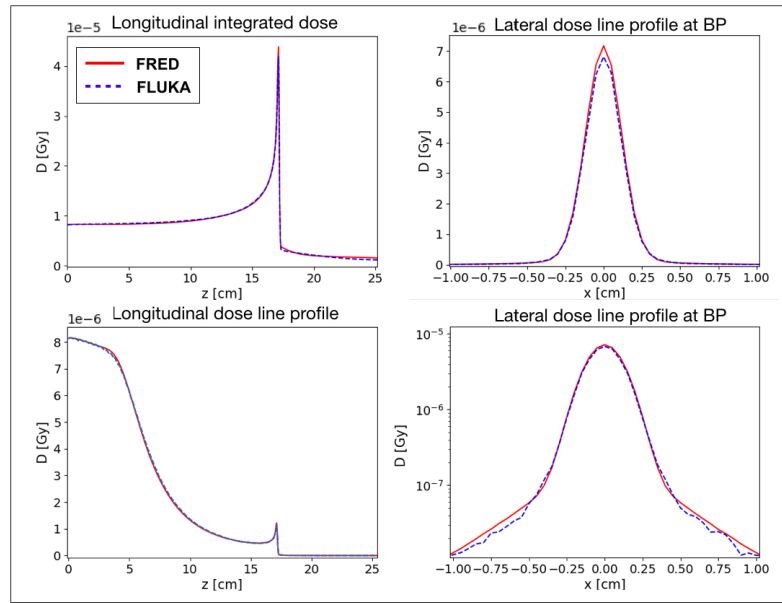 Longitudinal integrated dose
1e−5
4
3
2
1
0
D [Gy]
FRED
FLUKA
0 5 10 15 20 25
z [cm]
Lateral dose line profile at BP
1e−6
7
6
5
4
3
2
1
0
D [Gy]
−1.00 −0.75 −0.50 −0.25 0.00 0.25 0.50 0.75 1.00
x [cm]
Longitudinal dose line profile
1e−6
8
7
6
5
4
3
2
1
0
D [Gy]
0 5 10 15 20 25
z [cm]
Lateral dose line profile at BP
10⁻⁵
10⁻⁶
10⁻⁷
D [Gy]
−1.00 −0.75 −0.50 −0.25 0.00 0.25 0.50 0.75 1.00
x [cm]